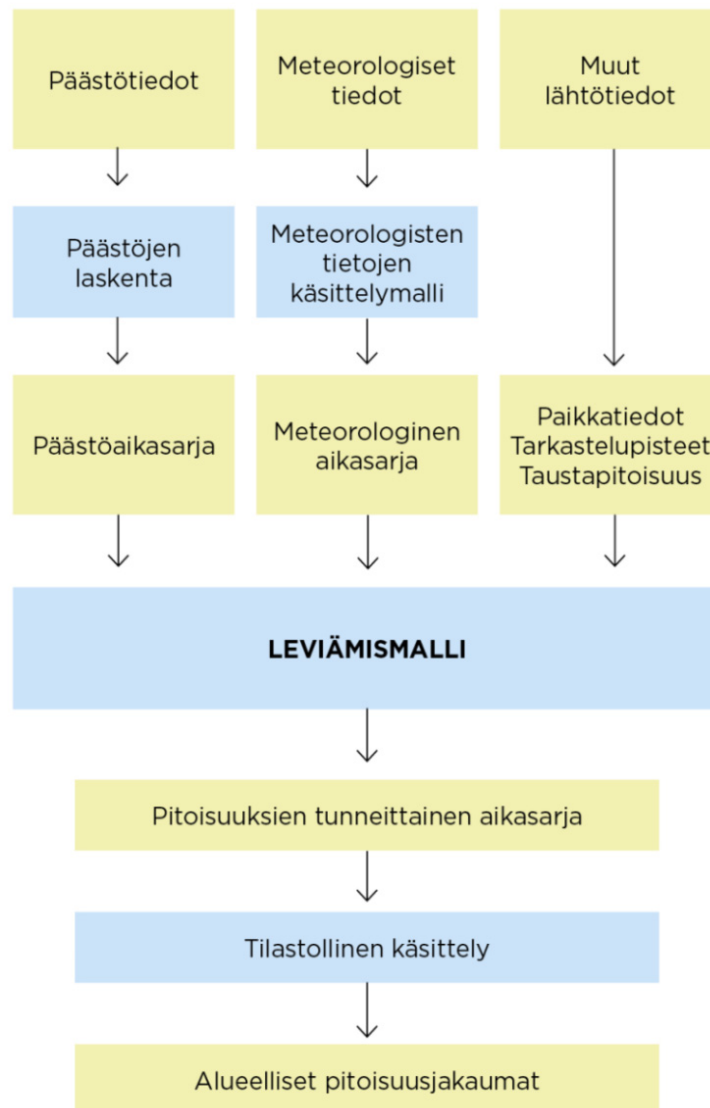 Päästötiedot
Meteorologiset
tiedot
Muut
lähtötiedot
Päästöjen
laskenta
Meteorologisten
tietojen
käsittelymalli
Päästöaikasarja
Meteorologinen
aikasarja
Paikkatiedot
Tarkastelupisteet
Taustapitoisuus
LEVIÄMISMALLI
Pitoisuuksien tunneittainen aikasarja
Tilastollinen käsittely
Alueelliset pitoisuusjakaumat